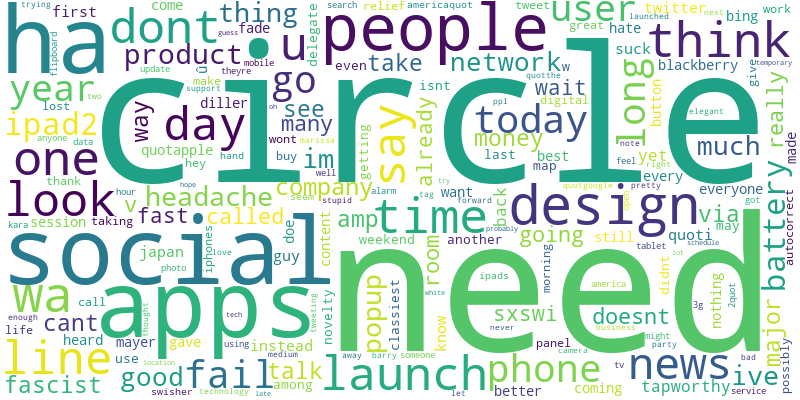 ha dont u people think user
circle
thing product go network take even blackberry
year ipad2 way day see many say already wait today long money much really
one look headache company im time design via battery
social need
wa apps line fail launch phone news ive major
v fast called session taking japan guy doe
amp going quoti may sxswi doesnt another room popup
cant good talk fascist mayer gave instead novelty classiest
know better coming tapworthy nothing didnt still
quotapple hey diller fade delegate relief americaquot
search tweet twitter bing work hate suck button great launched next
give made autocorrect possibly everyone every yet map last best digital
isnt getting want back tag alarm weekend content iphones
first come trying flipboard update two lost anyone data
thank hour kara make support theyre mobile guess oh
hand buy wont well marissa stupid seem hope
photo love call heard use life enough thought
swisher location technology tech using medium late among
tweeting away barry someone let never white probably
panel tv camera party might business america open
ipads morning tablet schedule iot got right pretty
feel note quotgoogle forward try ppl quotthe
elegant temporary 3g 2quot bad service